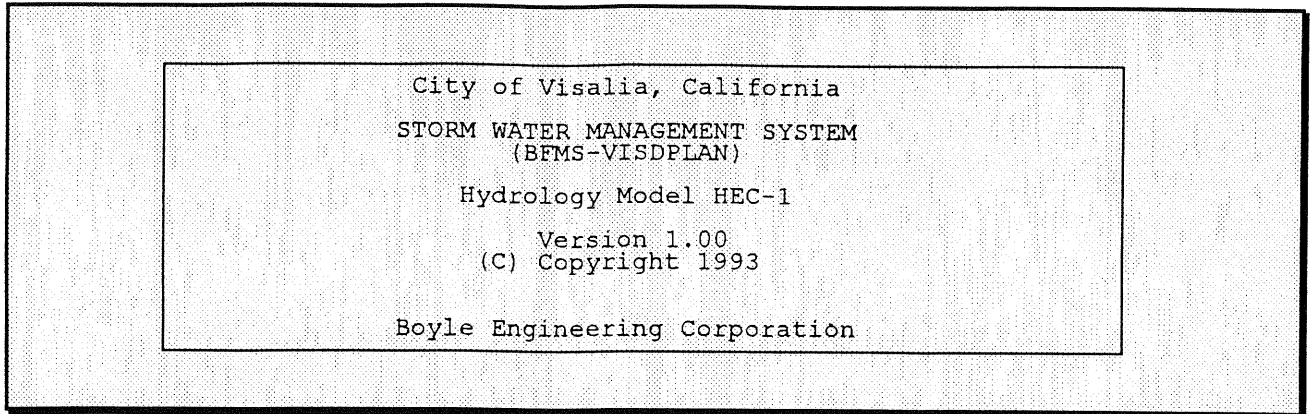 City of Visalia, California
STORM WATER MANAGEMENT SYSTEM
(BFMS-VISDPLAN)
Hydrology Model HEC-1
Version 1.00
(C) Copyright 1993
Boyle Engineering Corporation